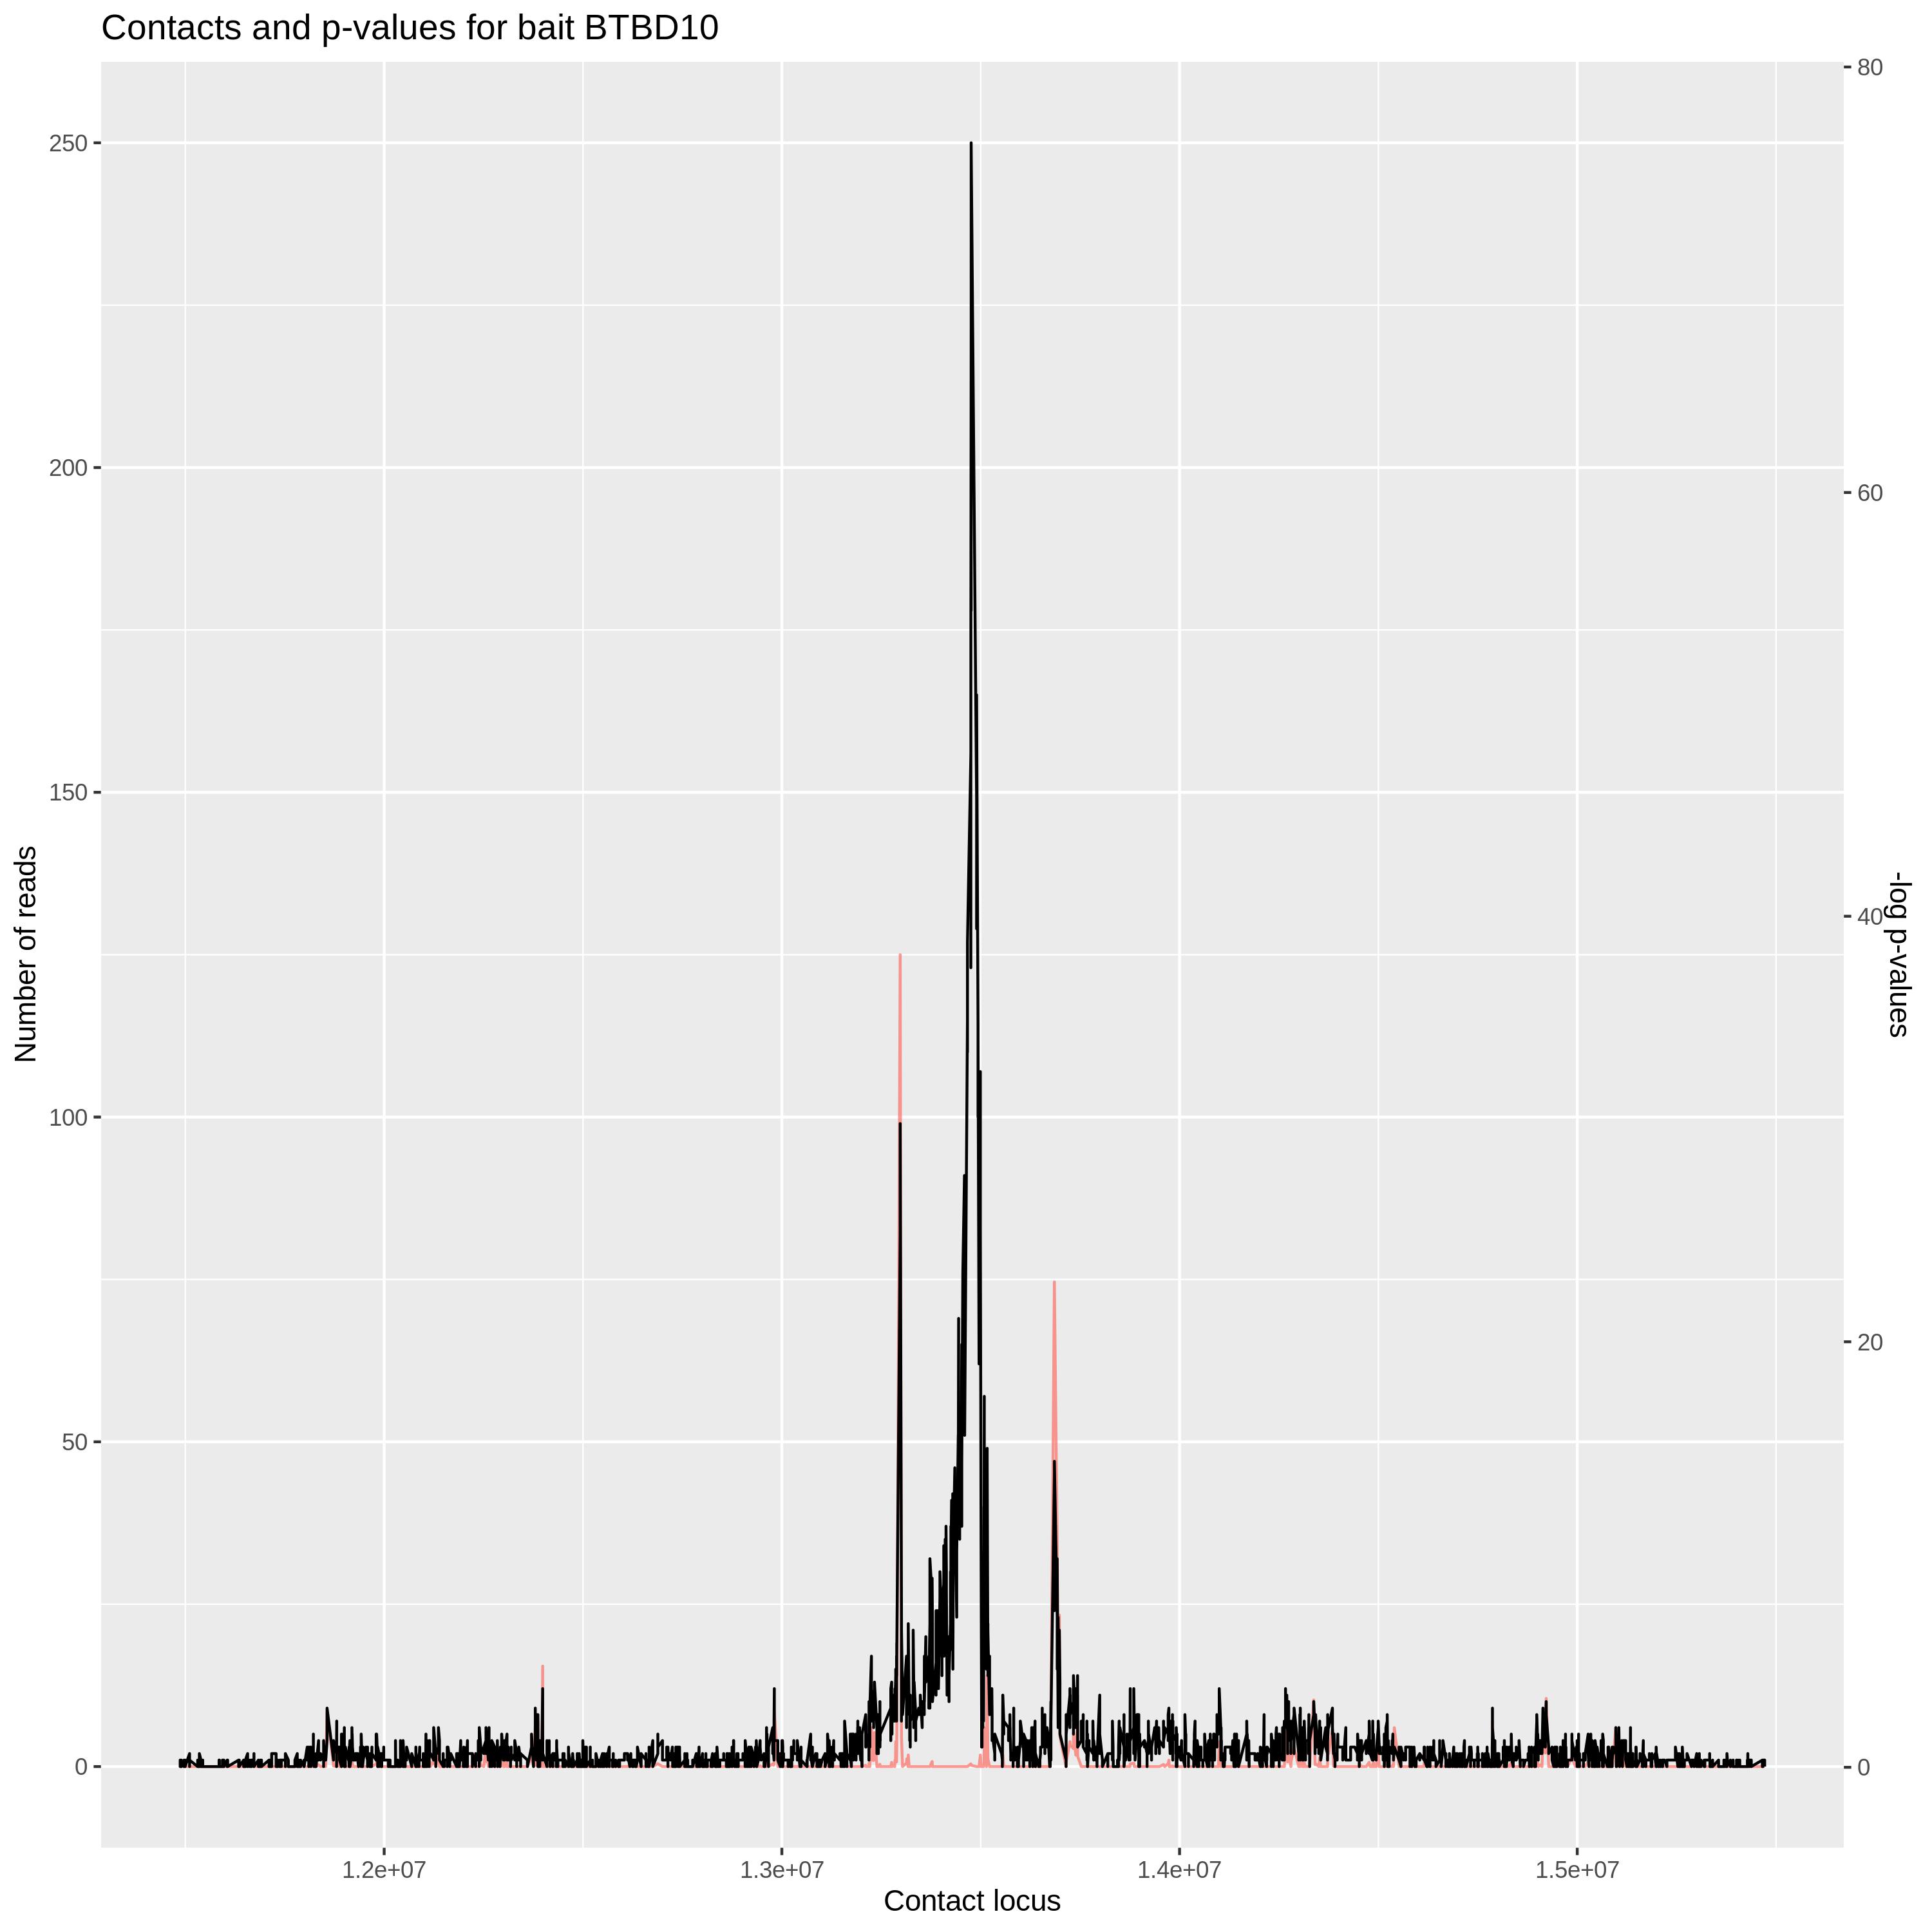 Contacts and p-values for bait BTBD10
250
200
150
100
50
0
Number of reads
80
60
40
20
0
-log p-values
1.2e+07
1.3e+07
1.4e+07
1.5e+07
Contact locus